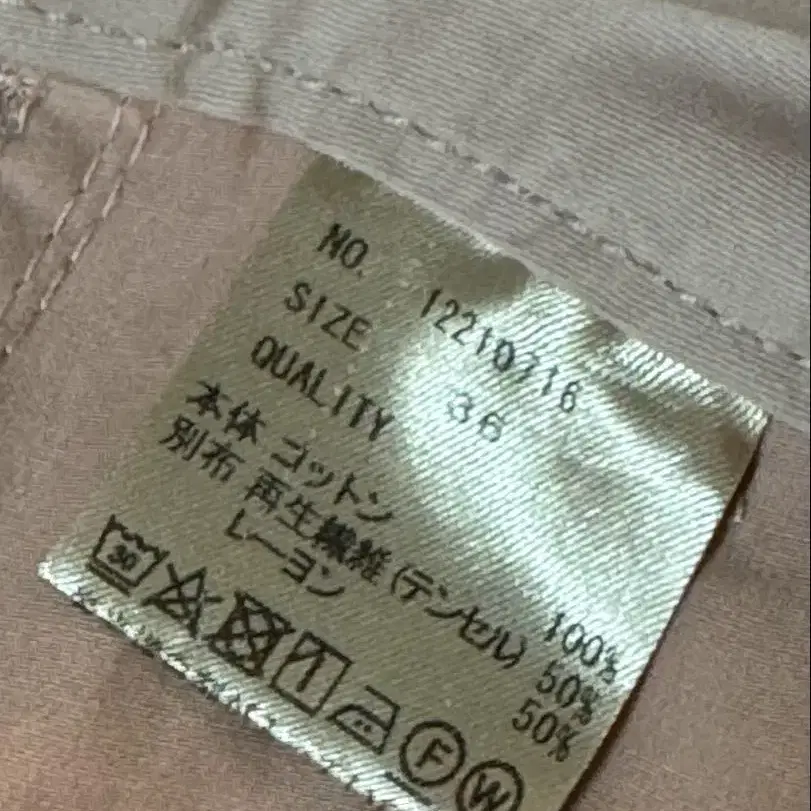 NO. 12210716
SIZE 36
QUALITY
本体 コットン 100%
別布 再生繊維(テンセル) 50%
レーヨン 50%
30
F W